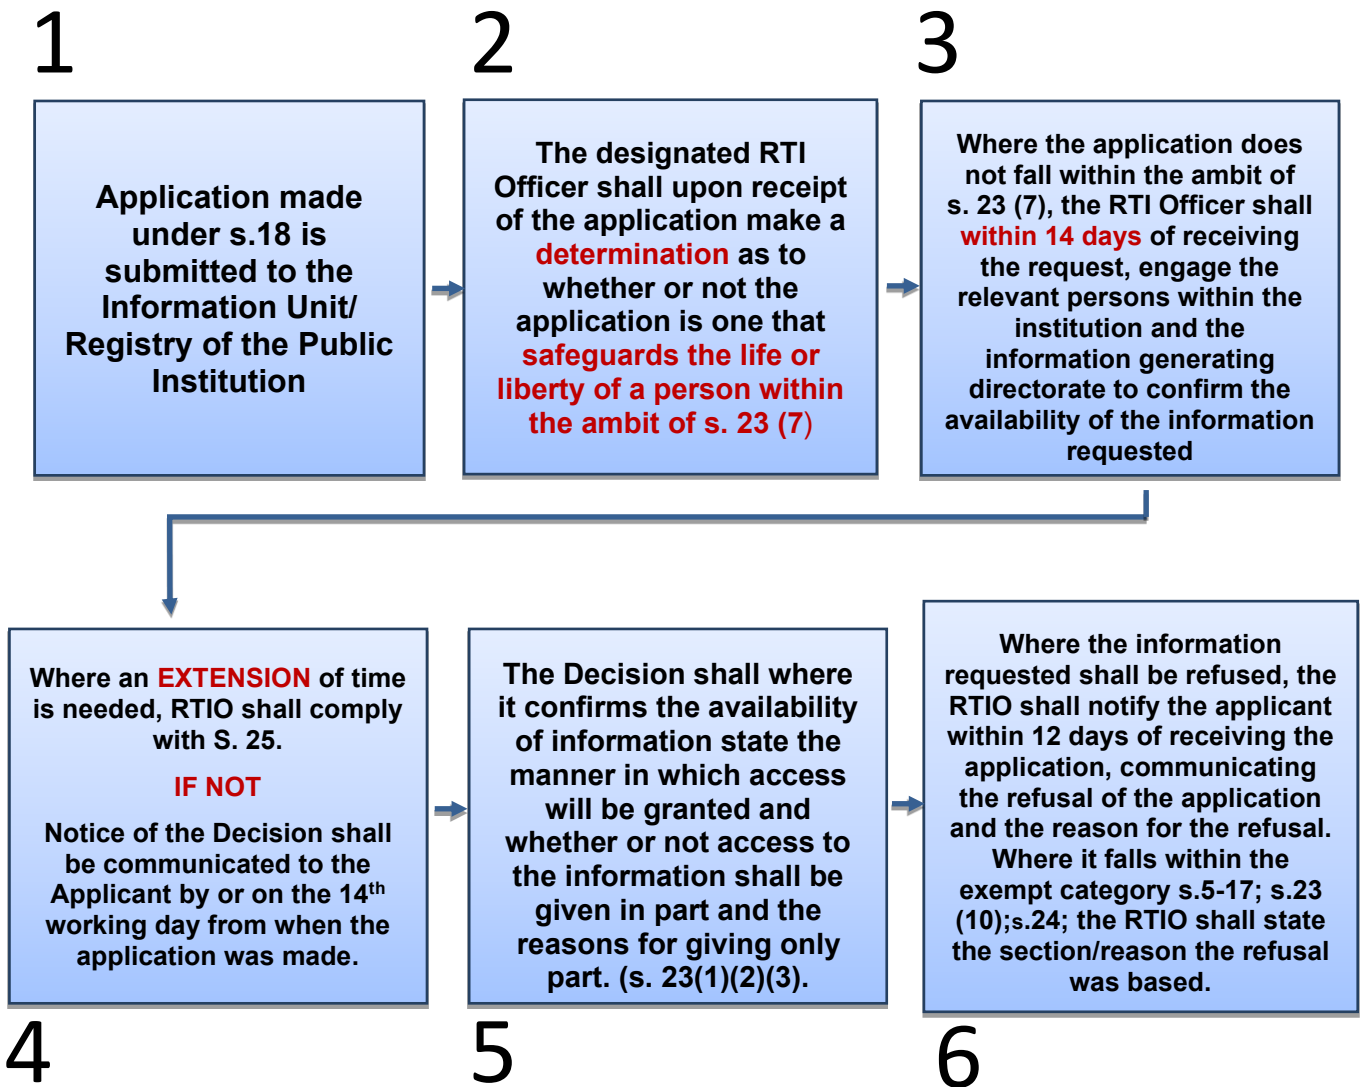 1
Application made
under s.18 is
submitted to the
Information Unit/
Registry of the Public
Institution
2
The designated RTI
Officer shall upon receipt
of the application make a
determination as to
whether or not the
application is one that
safeguards the life or
liberty of a person within
the ambit of s. 23 (7)
3
Where the application does
not fall within the ambit of
s. 23 (7), the RTI Officer shall
within 14 days of receiving
the request, engage the
relevant persons within the
institution and the
information generating
directorate to confirm the
availability of the information
requested
Where an EXTENSION of time
is needed, RTIO shall comply
with S. 25.
IF NOT
Notice of the Decision shall
be communicated to the
Applicant by or on the 14th
working day from when the
application was made.
4
The Decision shall where
it confirms the availability
of information state the
manner in which access
will be granted and
whether or not access to
the information shall be
given in part and the
reasons for giving only
part. (s. 23(1)(2)(3).
5
Where the information
requested shall be refused, the
RTIO shall notify the applicant
within 12 days of receiving the
application, communicating
the refusal of the application
and the reason for the refusal.
Where it falls within the
exempt category s.5-17; s.23
(10);s.24; the RTIO shall state
the section/reason the refusal
was based.
6